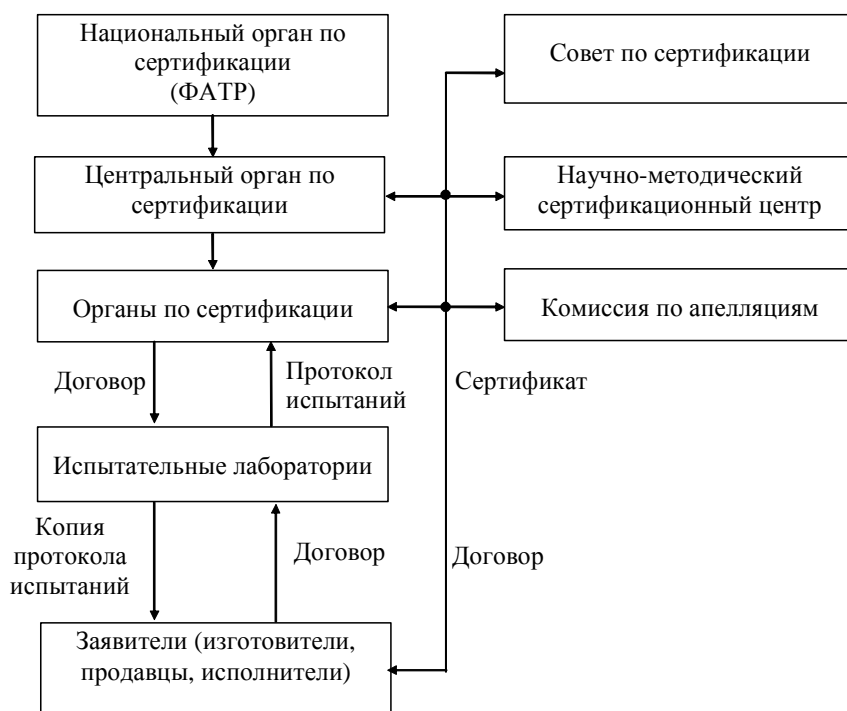 Национальный орган по
сертификации
(ФАТР)
Совет по сертификации
Центральный орган по
сертификации
Научно-методический
сертификационный центр
Органы по сертификации
Комиссия по апелляциям
Договор
Протокол
испытаний
Сертификат
Испытательные лаборатории
Копия
протокола
испытаний
Договор
Договор
Заявители (изготовители,
продавцы, исполнители)